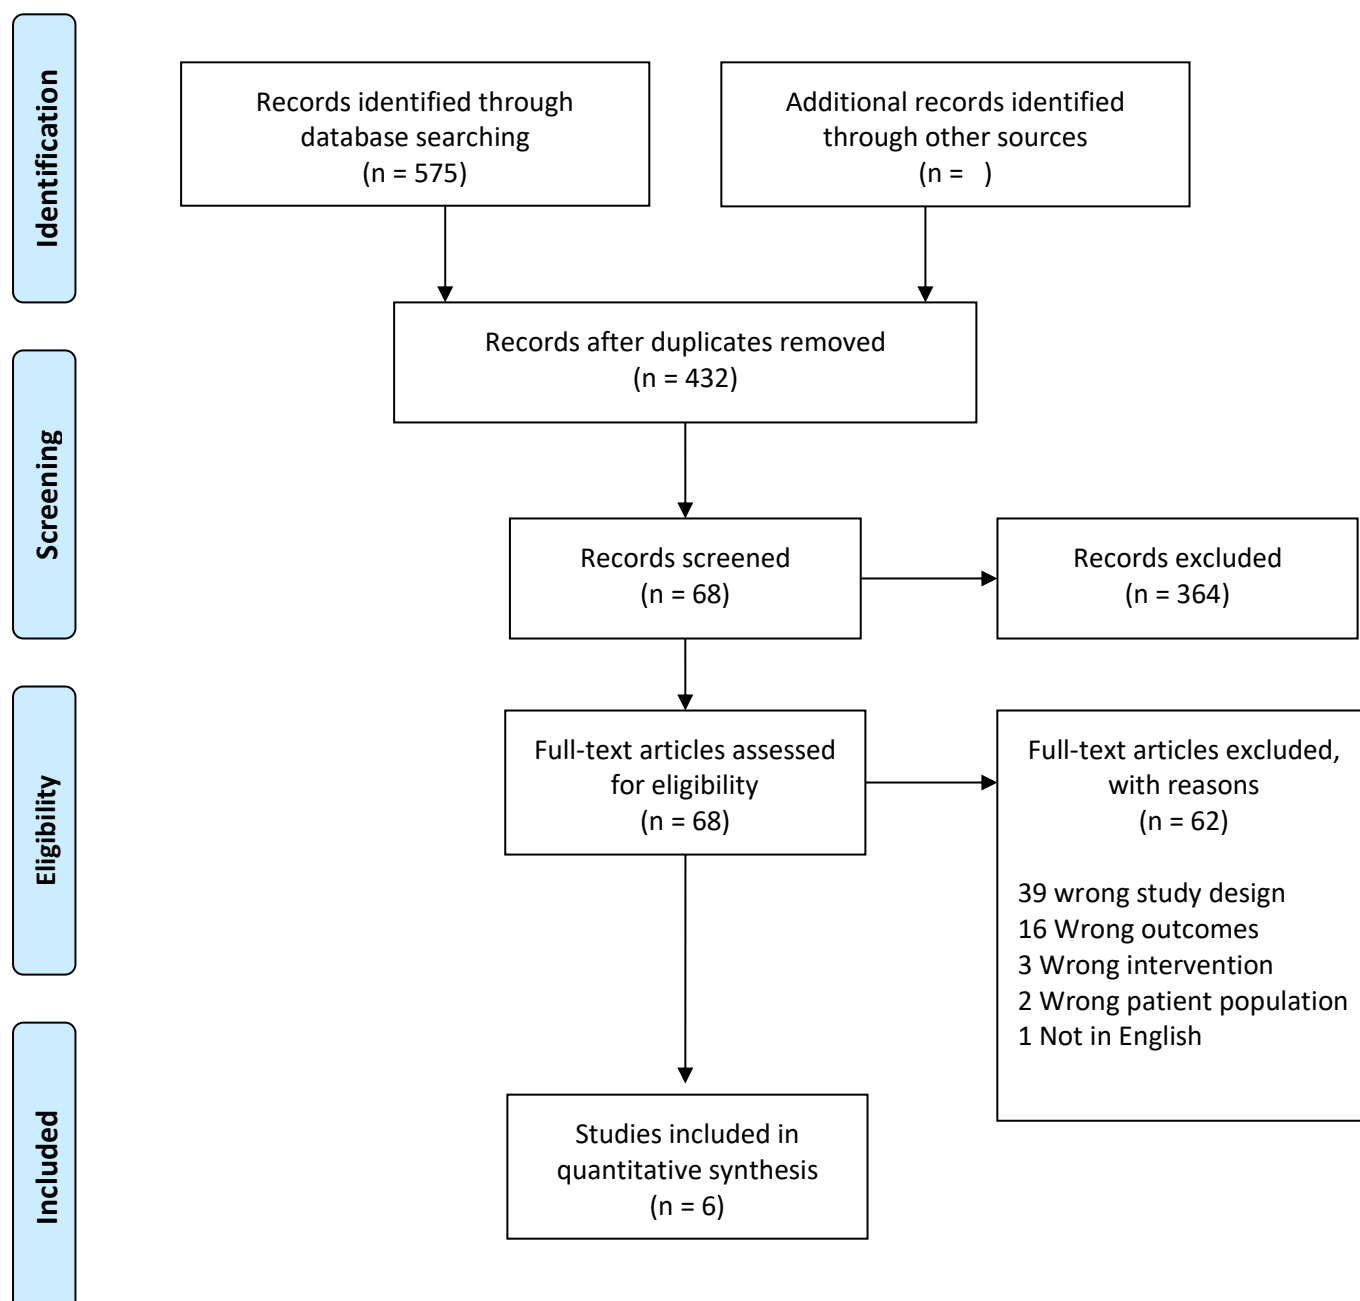 Identification
Records identified through
database searching
(n = 575)
Additional records identified
through other sources
(n =   )
Records after duplicates removed
(n = 432)
Screening
Records screened
(n = 68)
Records excluded
(n = 364)
Eligibility
Full-text articles assessed
for eligibility
(n = 68)
Full-text articles excluded,
with reasons
(n = 62)
39 wrong study design
16 Wrong outcomes
3 Wrong intervention
2 Wrong patient population
1 Not in English
Included
Studies included in
quantitative synthesis
(n = 6)